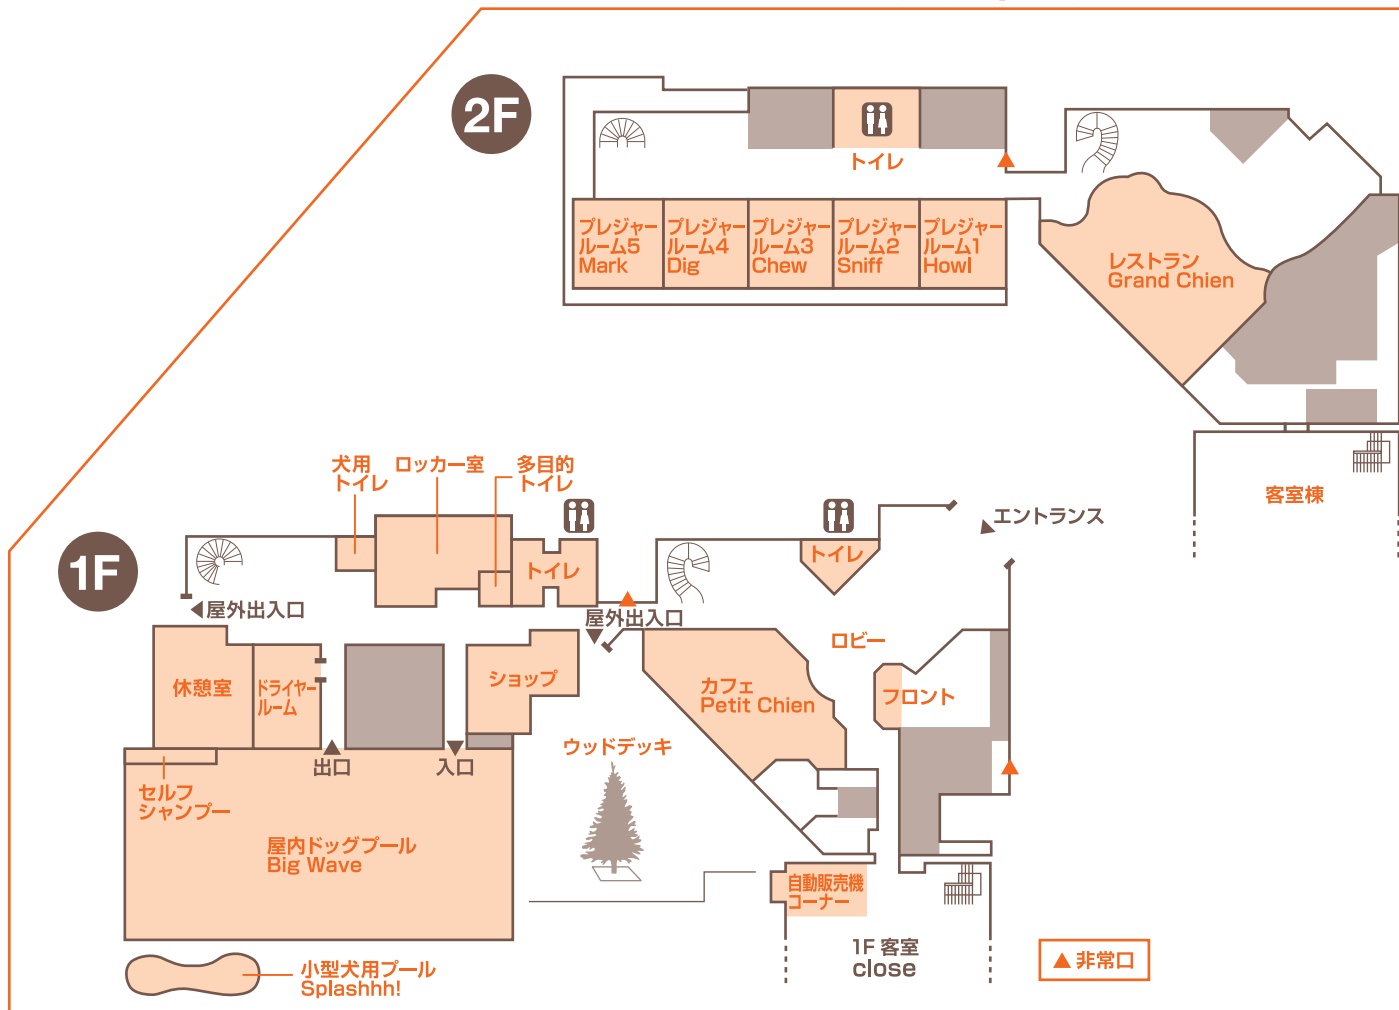 2F
トイレ
プレジャー
ルーム5
Mark
プレジャー
ルーム4
Dig
プレジャー
ルーム3
Chew
プレジャー
ルーム2
Sniff
プレジャー
ルーム1
Howl
レストラン
Grand Chien
客室棟
1F
犬用
トイレ
ロッカー室
多目的
トイレ
トイレ
トイレ
エントランス
屋外出入口
屋外出入口
ロビー
休憩室
ドライヤー
ルーム
ショップ
カフェ
Petit Chien
フロント
出口
入口
ウッドデッキ
セルフ
シャンプー
屋内ドッグプール
Big Wave
自動販売機
コーナー
1F 客室
close
小型犬用プール
Splashhh!
非常口